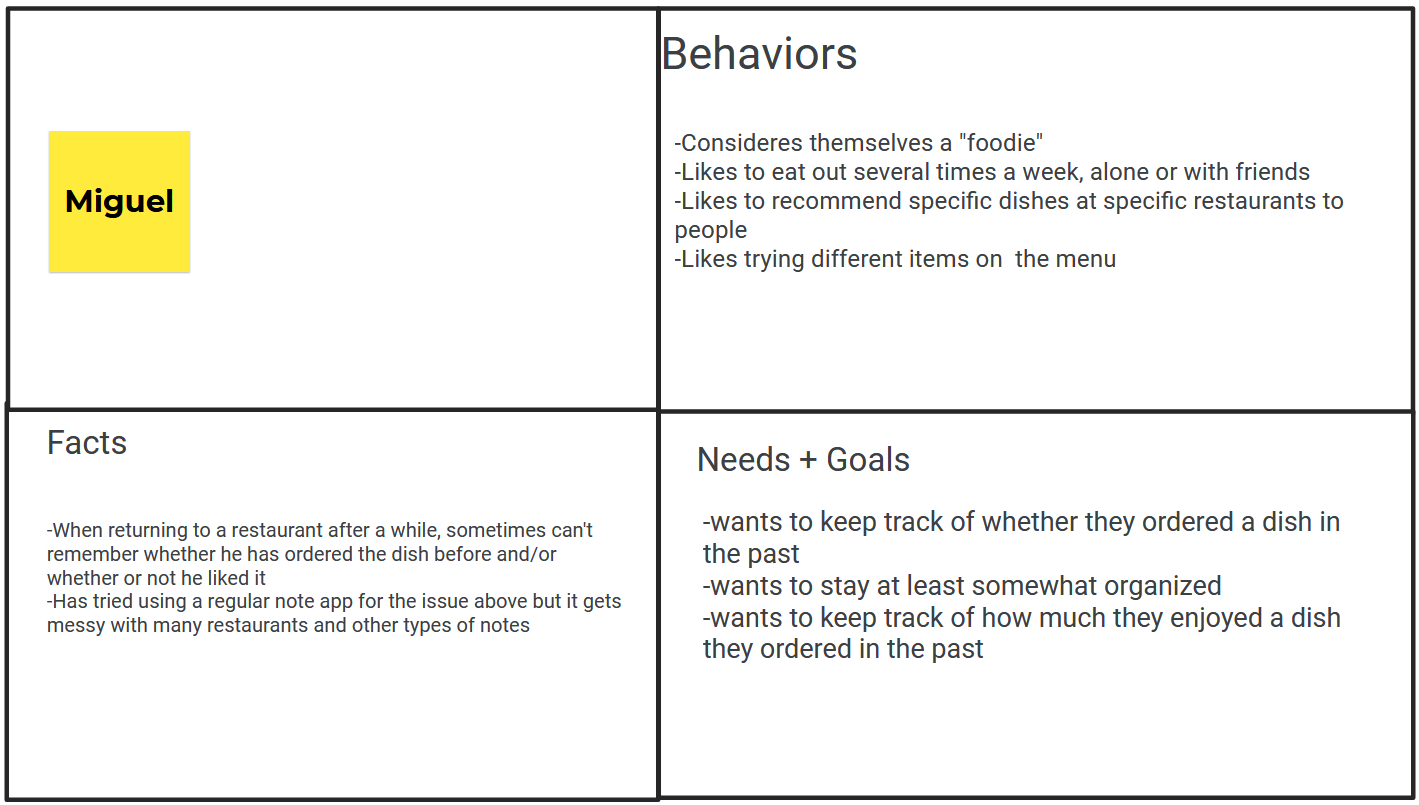 Miguel
Behaviors
-Consideres themselves a "foodie"
-Likes to eat out several times a week, alone or with friends
-Likes to recommend specific dishes at specific restaurants to
people
-Likes trying different items on  the menu
Facts
-When returning to a restaurant after a while, sometimes can't
remember whether he has ordered the dish before and/or
whether or not he liked it
-Has tried using a regular note app for the issue above but it gets
messy with many restaurants and other types of notes
Needs + Goals
-wants to keep track of whether they ordered a dish in
the past
-wants to stay at least somewhat organized
-wants to keep track of how much they enjoyed a dish
they ordered in the past